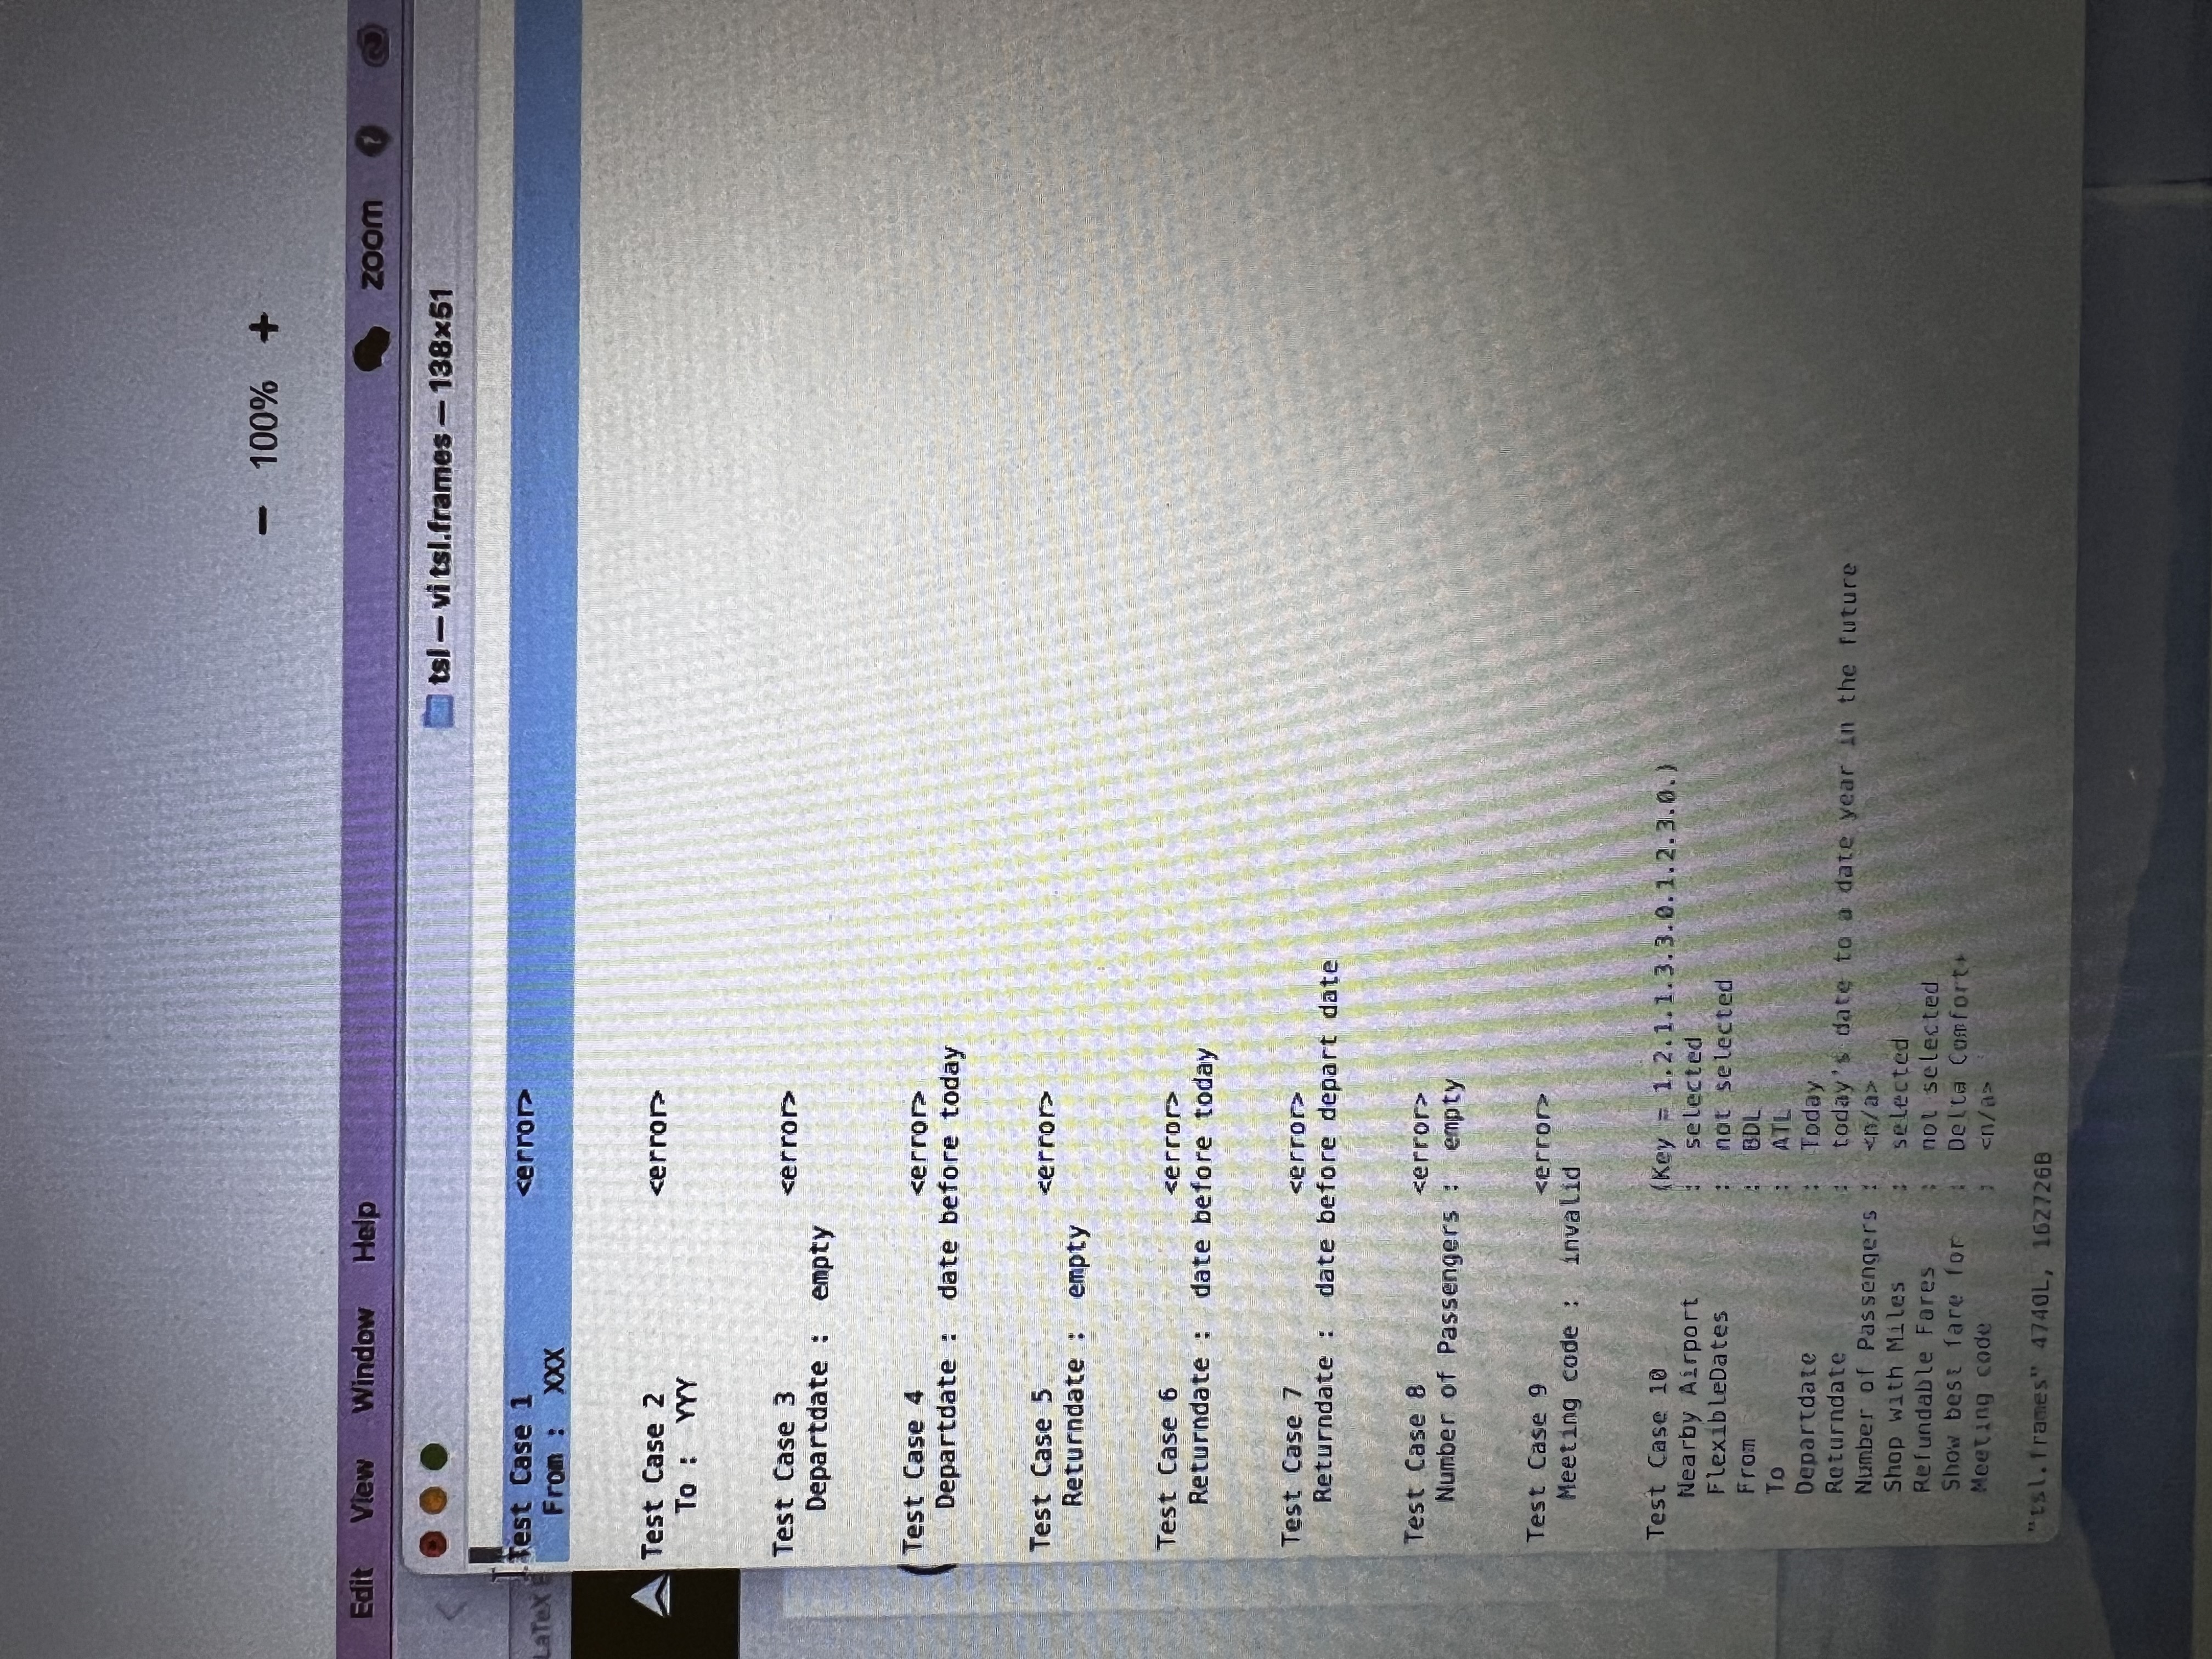 − 100% +
Edit View Window Help zoom
tsl — vi tsl.frames — 138×51
LaTeX
Test Case 1 <error>
From : XXX
Test Case 2 <error>
To : YYY
Test Case 3 <error>
Departdate : empty
Test Case 4 <error>
Departdate : date before today
Test Case 5 <error>
Returndate : empty
Test Case 6 <error>
Returndate : date before today
Test Case 7 <error>
Returndate : date before depart date
Test Case 8 <error>
Number of Passengers : empty
Test Case 9 <error>
Meeting code : invalid
Test Case 10 (Key = 1.2.1.1.3.3.0.1.2.3.0.)
Nearby Airport : selected
FlexibleDates : not selected
From : BDL
To : ATL
Departdate : Today
Returndate : today's date to a date year in the future
Number of Passengers : <n/a>
Shop with Miles : selected
Refundable Fares : not selected
Show best fare for : Delta Comfort+
Meeting code : <n/a>
"tsl.frames" 4740L, 162726B